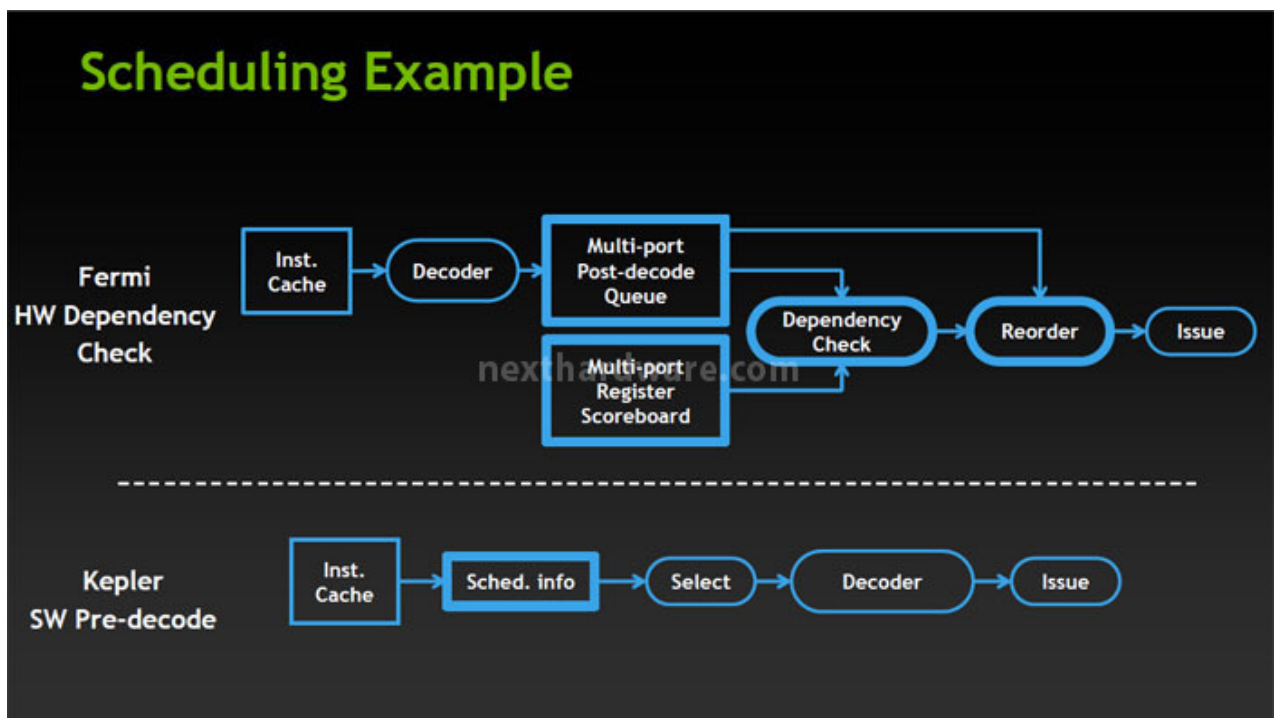 Scheduling Example
Fermi
HW Dependency
Check
Inst.
Cache
Decoder
Multi-port
Post-decode
Queue
Multi-port
Register
Scoreboard
Dependency
Check
Reorder
Issue
nexthardware.com
Kepler
SW Pre-decode
Inst.
Cache
Sched. info
Select
Decoder
Issue